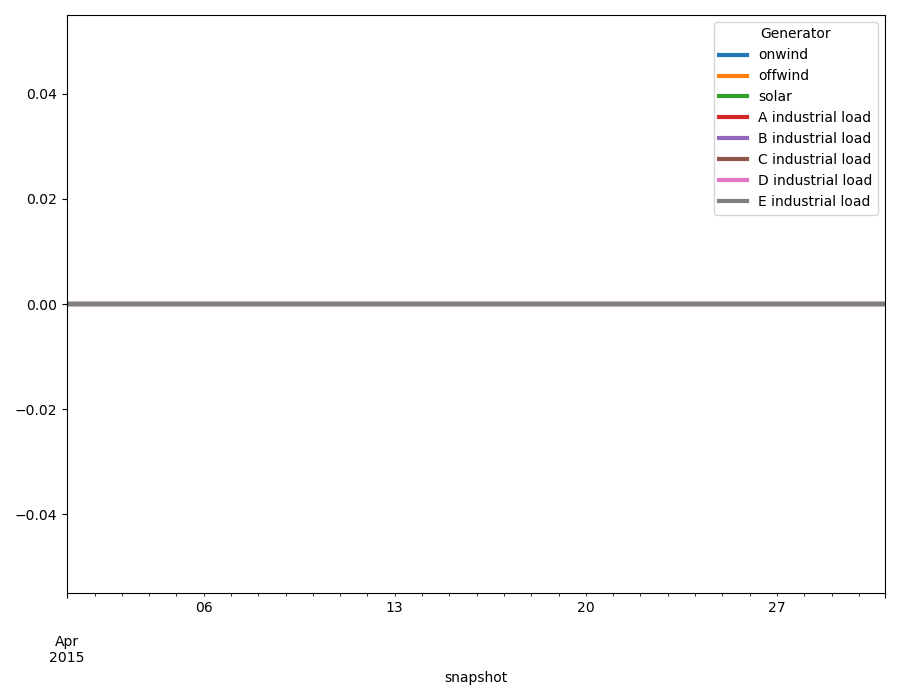 Generator
onwind
offwind
solar
A industrial load
B industrial load
C industrial load
D industrial load
E industrial load
0.04
0.02
0.00
−0.02
−0.04
06
13
20
27
Apr
2015
snapshot